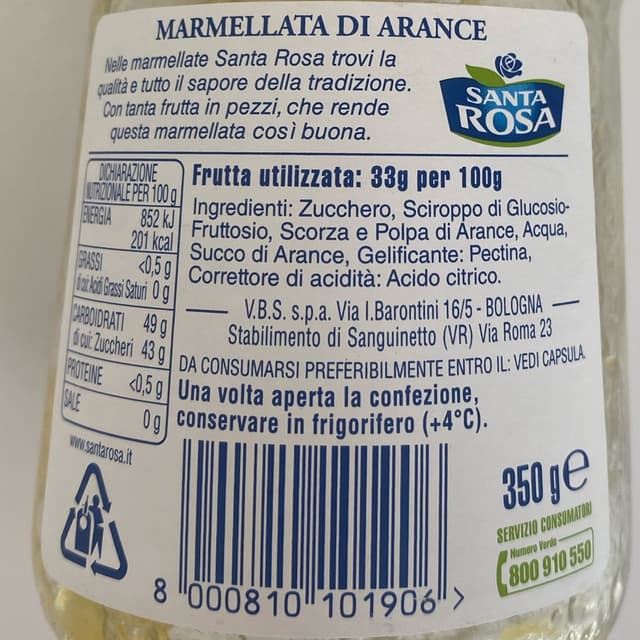 MARMELLATA DI ARANCE
Nelle marmellate Santa Rosa trovi la
qualità e tutto il sapore della tradizione.
Con tanta frutta in pezzi, che rende
questa marmellata così buona.
SANTA
ROSA
DICHIARAZIONE
NUTRIZIONALE PER 100 g
ENERGIA 852 kJ
201 kcal
GRASSI <0,5 g
di cui: Acidi Grassi Saturi 0 g
CARBOIDRATI 49 g
di cui: Zuccheri 43 g
PROTEINE <0,5 g
SALE 0 g
www.santarosa.it
Frutta utilizzata: 33g per 100g
Ingredienti: Zucchero, Sciroppo di Glucosio-
Fruttosio, Scorza e Polpa di Arance, Acqua,
Succo di Arance, Gelificante: Pectina,
Correttore di acidità: Acido citrico.
V.B.S. s.p.a. Via I.Barontini 16/5 - BOLOGNA
Stabilimento di Sanguinetto (VR) Via Roma 23
DA CONSUMARSI PREFERIBILMENTE ENTRO IL: VEDI CAPSULA.
Una volta aperta la confezione,
conservare in frigorifero (+4°C).
8 000810 101906 >
350 g e
SERVIZIO CONSUMATORI
Numero Verde
800 910 550